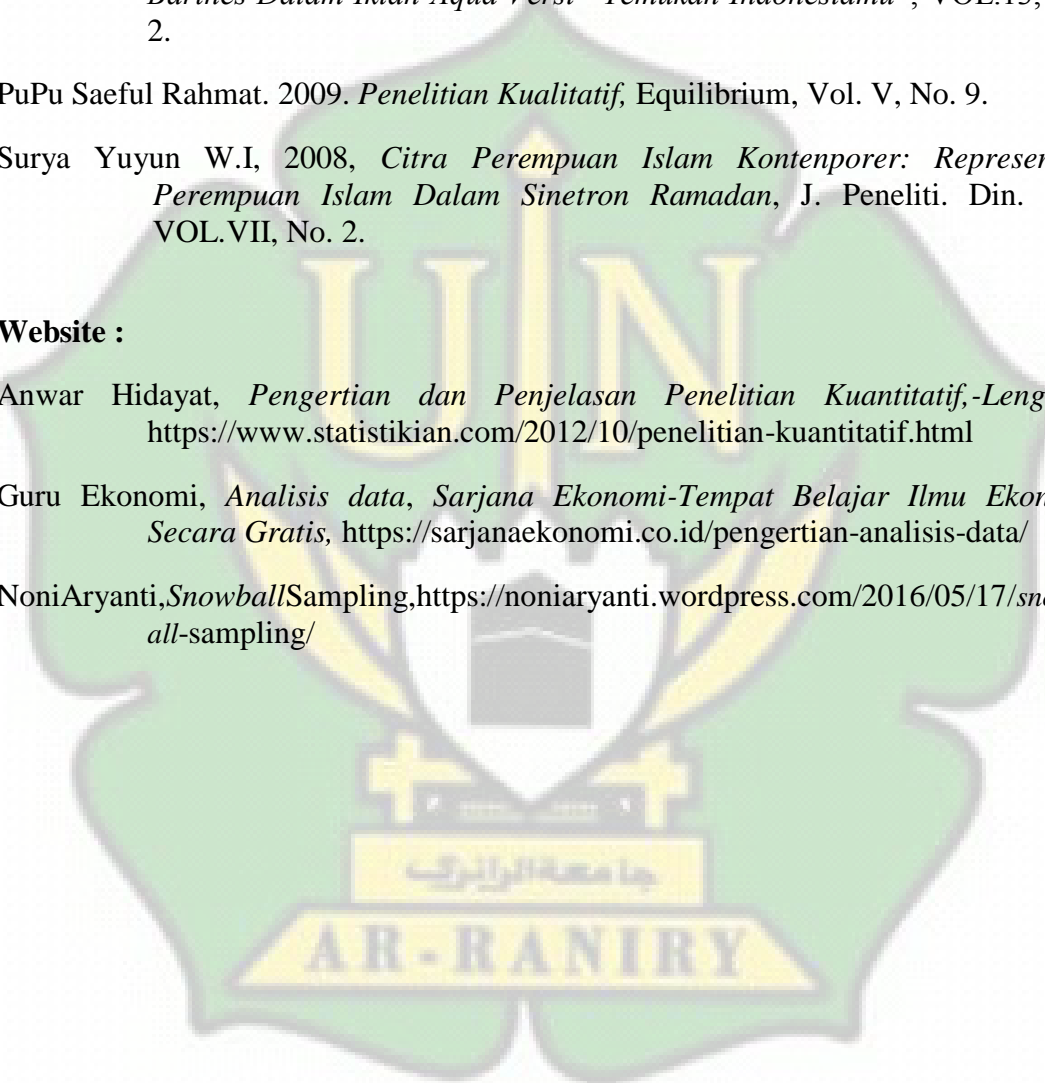 Dalam Iklan Aqua Versi Temukan Indonesiamu", VOL.15,
2.
PuPu Saeful Rahmat. 2009. Penelitian Kualitatif, Equilibrium, Vol. V, No. 9.
Surya Yuyun W.I, 2008, Citra Perempuan Islam Kontenporer: Represen
Perempuan Islam Dalam Sinetron Ramadan, J. Peneliti. Din.
VOL.VII, No. 2.
UIN
Website :
Anwar Hidayat, Pengertian dan Penjelasan Penelitian Kuantitatif,-Leng
https://www.statistikian.com/2012/10/penelitian-kuantitatif.html
Guru Ekonomi, Analisis data, Sarjana Ekonomi-Tempat Belajar Ilmu Ekon
Secara Gratis, https://sarjanaekonomi.co.id/pengertian-analisis-data/
NoniAryanti,SnowballSampling,https://noniaryanti.wordpress.com/2016/05/17/sno
all-sampling/
جامعة الرانري
AR-RANIRY